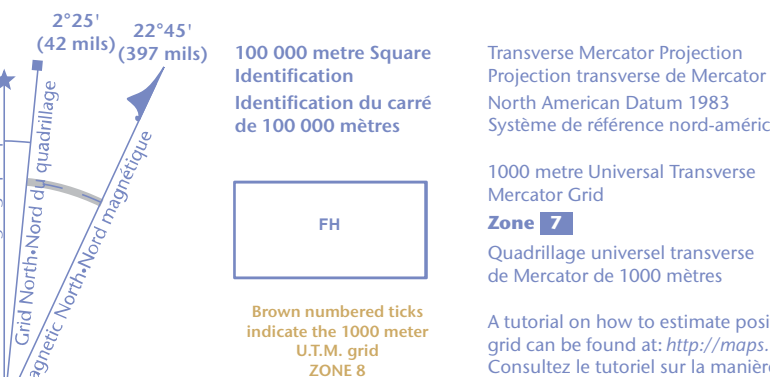 2°25'
(42 mils)
22°45'
(397 mils)
Grid North•Nord du quadrillage
North•Nord magnétique
100 000 metre Square
Identification
Identification du carré
de 100 000 mètres
FH
Brown numbered ticks
indicate the 1000 meter
U.T.M. grid
ZONE 8
Transverse Mercator Projection
Projection transverse de Mercator
North American Datum 1983
Système de référence
1000 metre Universal Transverse
Mercator Grid
Zone 7
Quadrillage universel transverse
de Mercator de 1000 mètres
A tutorial on how to estimate
grid can be found at: http://maps.
Consultez le tutoriel sur la manière